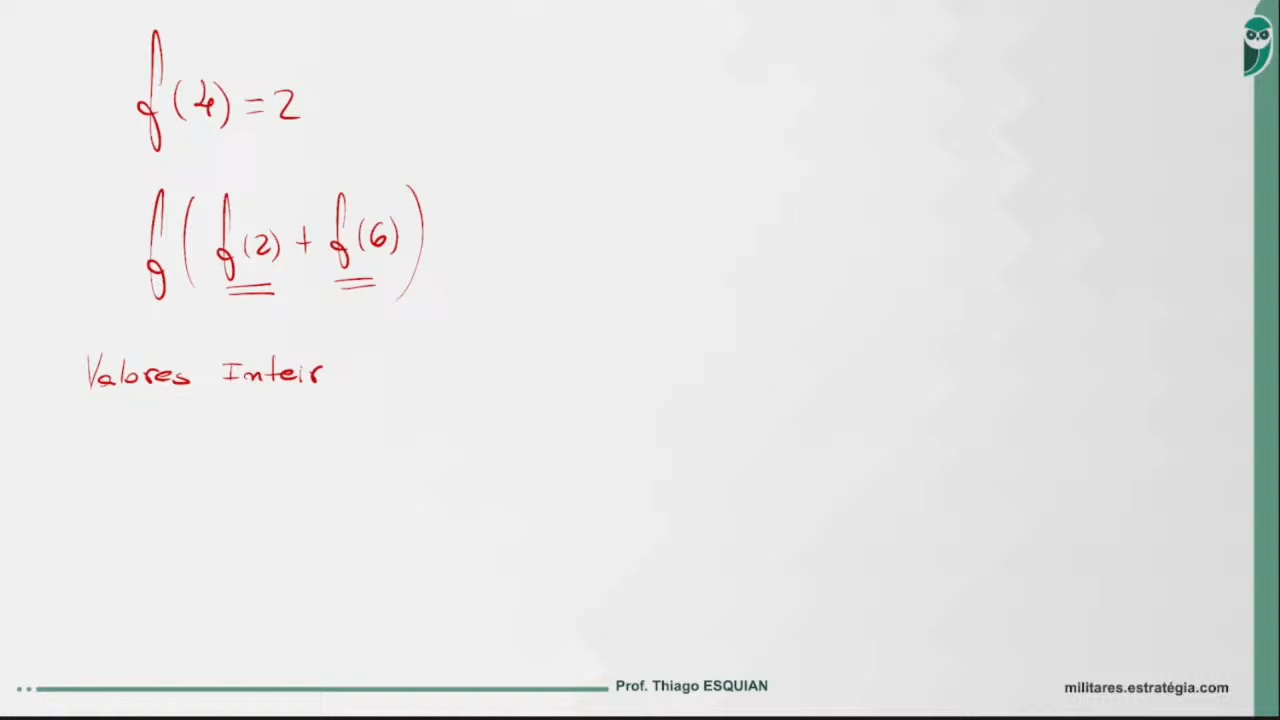 f(4) = 2
f(f(2) + f(6))
Valores Inteir
Prof. Thiago ESQUIAN
militares.estratégia.com